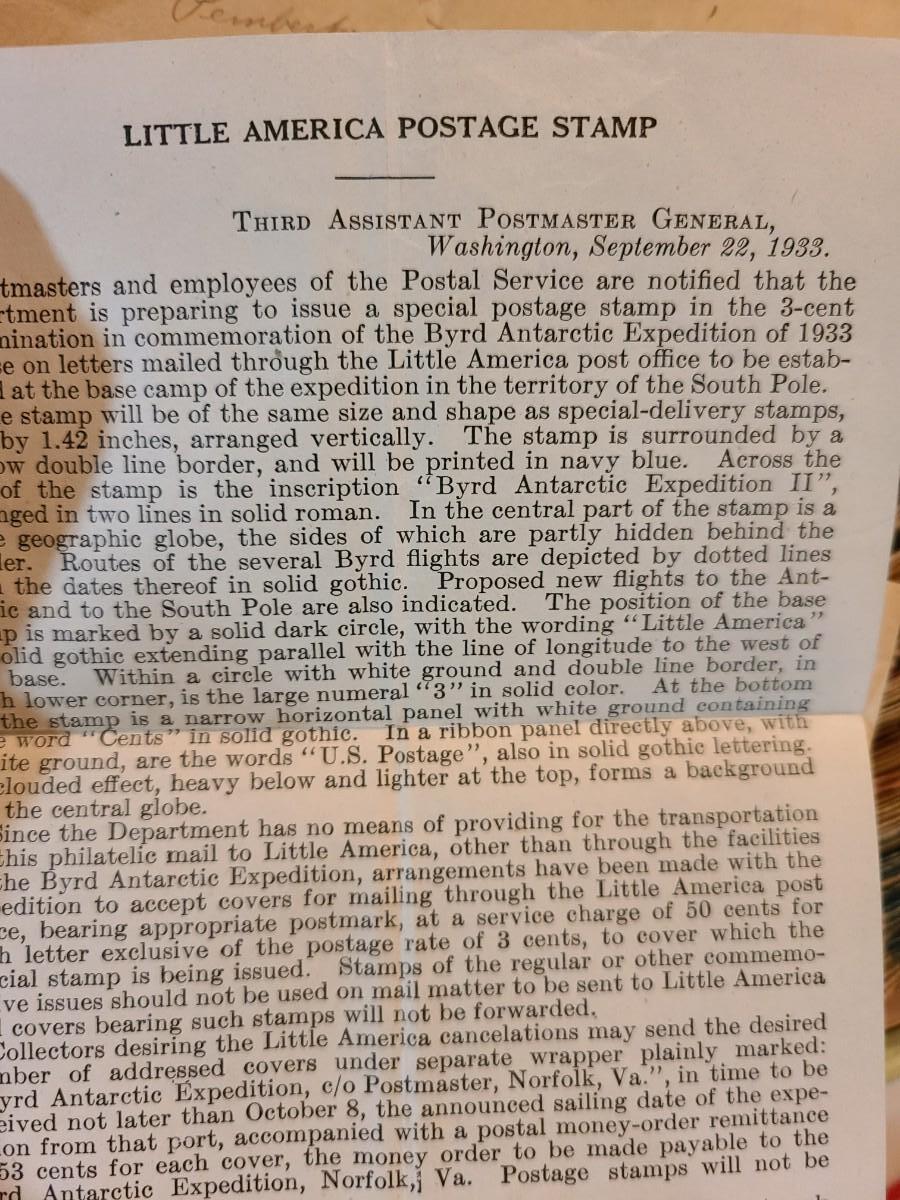 Pemberto
LITTLE AMERICA POSTAGE STAMP
THIRD ASSISTANT POSTMASTER GENERAL,
Washington, September 22, 1933.
tmasters and employees of the Postal Service are notified that the
rtment is preparing to issue a special postage stamp in the 3-cent
mination in commemoration of the Byrd Antarctic Expedition of 1933
se on letters mailed through the Little America post office to be estab-
d at the base camp of the expedition in the territory of the South Pole.
e stamp will be of the same size and shape as special-delivery stamps,
by 1.42 inches, arranged vertically. The stamp is surrounded by a
ow double line border, and will be printed in navy blue. Across the
of the stamp is the inscription "Byrd Antarctic Expedition II",
nged in two lines in solid roman. In the central part of the stamp is a
e geographic globe, the sides of which are partly hidden behind the
ler. Routes of the several Byrd flights are depicted by dotted lines
the dates thereof in solid gothic. Proposed new flights to the Ant-
ic and to the South Pole are also indicated. The position of the base
p is marked by a solid dark circle, with the wording "Little America"
olid gothic extending parallel with the line of longitude to the west of
base. Within a circle with white ground and double line border, in
h lower corner, is the large numeral "3" in solid color. At the bottom
the stamp is a narrow horizontal panel with white ground containing
e word "Cents" in solid gothic. In a ribbon panel directly above, with
ite ground, are the words "U.S. Postage", also in solid gothic lettering.
clouded effect, heavy below and lighter at the top, forms a background
the central globe.
Since the Department has no means of providing for the transportation
this philatelic mail to Little America, other than through the facilities
the Byrd Antarctic Expedition, arrangements have been made with the
edition to accept covers for mailing through the Little America post
ce, bearing appropriate postmark, at a service charge of 50 cents for
h letter exclusive of the postage rate of 3 cents, to cover which the
cial stamp is being issued. Stamps of the regular or other commemo-
ve issues should not be used on mail matter to be sent to Little America
l covers bearing such stamps will not be forwarded.
Collectors desiring the Little America cancelations may send the desired
mber of addressed covers under separate wrapper plainly marked:
yrd Antarctic Expedition, c/o Postmaster, Norfolk, Va.", in time to be
eived not later than October 8, the announced sailing date of the expe-
ion from that port, accompanied with a postal money-order remittance
53 cents for each cover, the money order to be made payable to the
rd Antarctic Expedition, Norfolk, Va. Postage stamps will not be